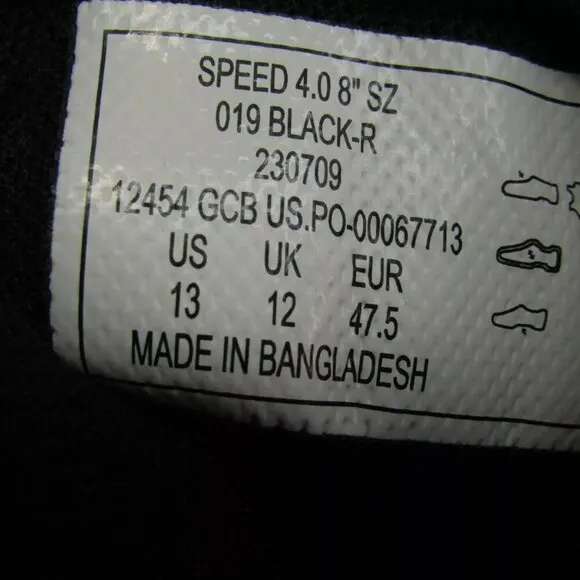 SPEED 4.0 8" SZ
019 BLACK-R
230709
12454 GCB US.PO-00067713
US UK EUR
13 12 47.5
MADE IN BANGLADESH